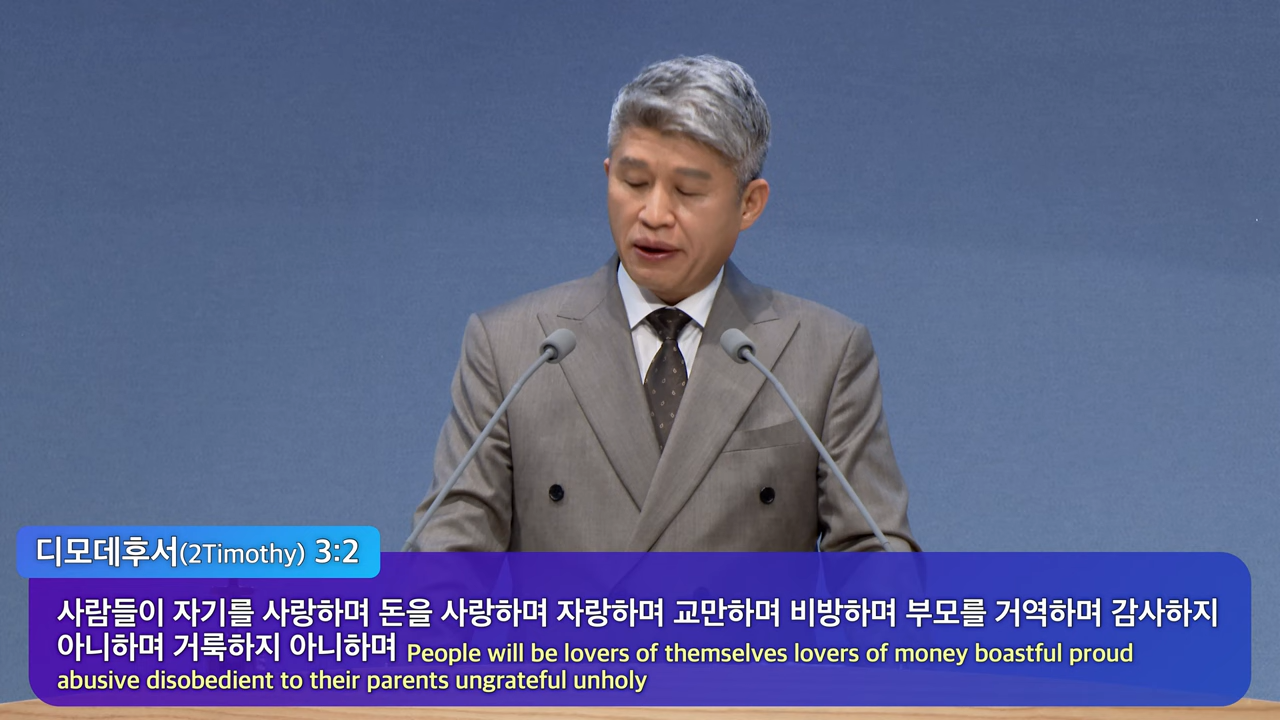 디모데후서(2Timothy) 3:2
사람들이 자기를 사랑하며 돈을 사랑하며 자랑하며 교만하며 비방하며 부모를 거역하며 감사하지
아니하며 거룩하지 아니하며 People will be lovers of themselves lovers of money boastful proud
abusive disobedient to their parents ungrateful unholy